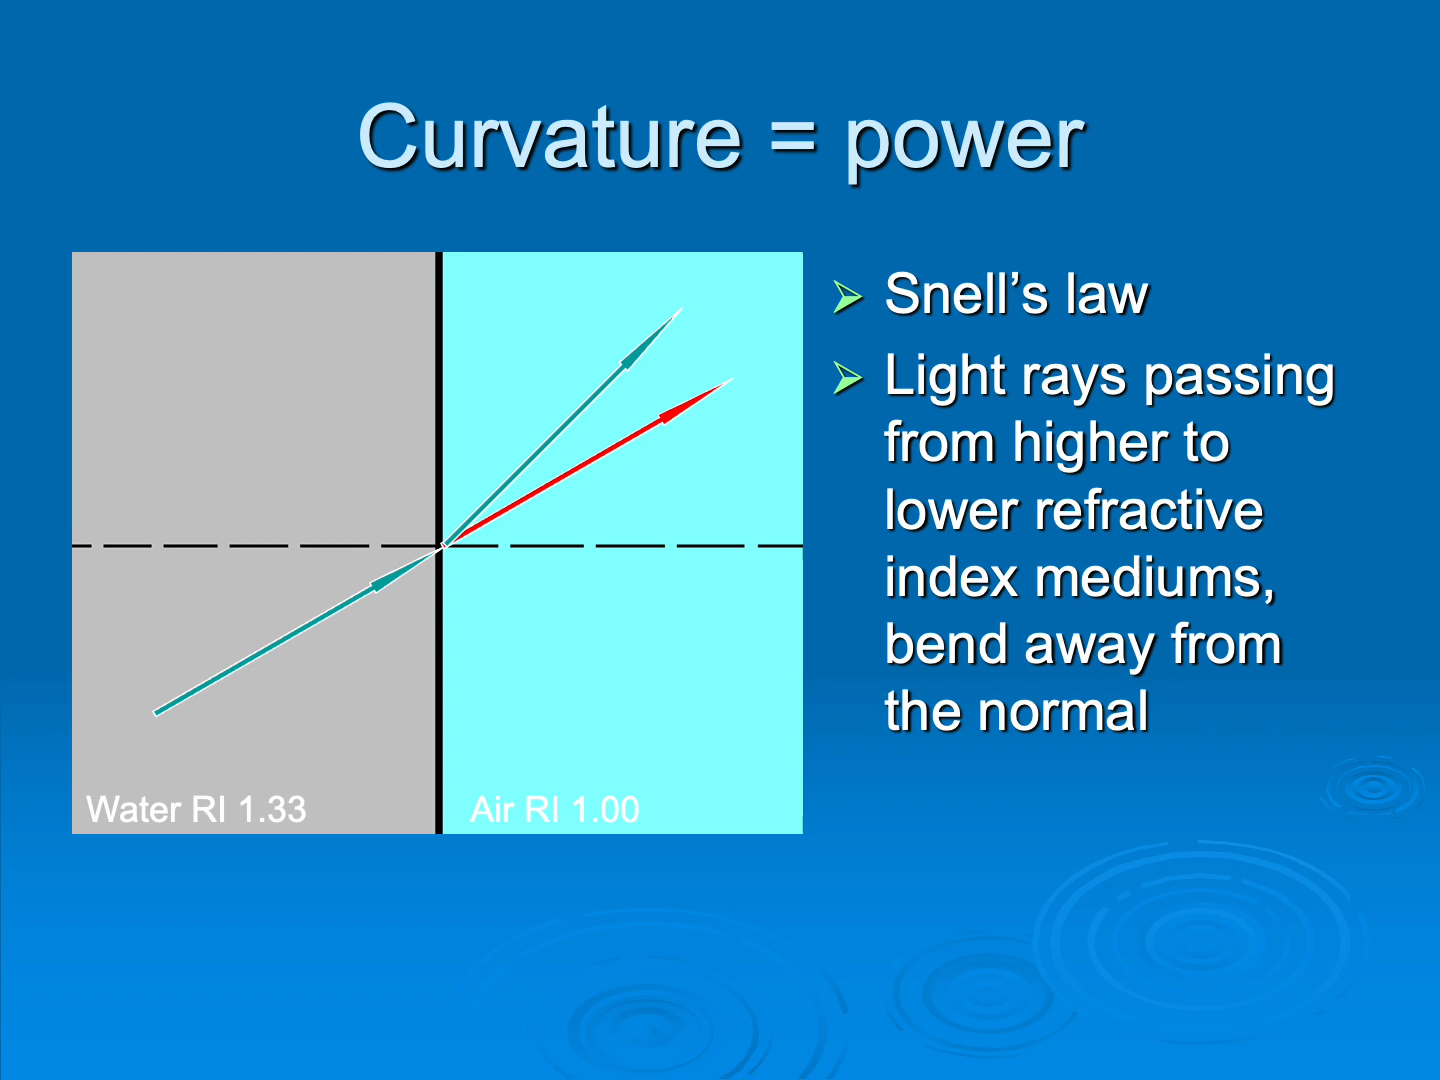 Curvature = power
Snell’s law
Light rays passing
from higher to
lower refractive
index mediums,
bend away from
the normal
Water RI 1.33
Air RI 1.00